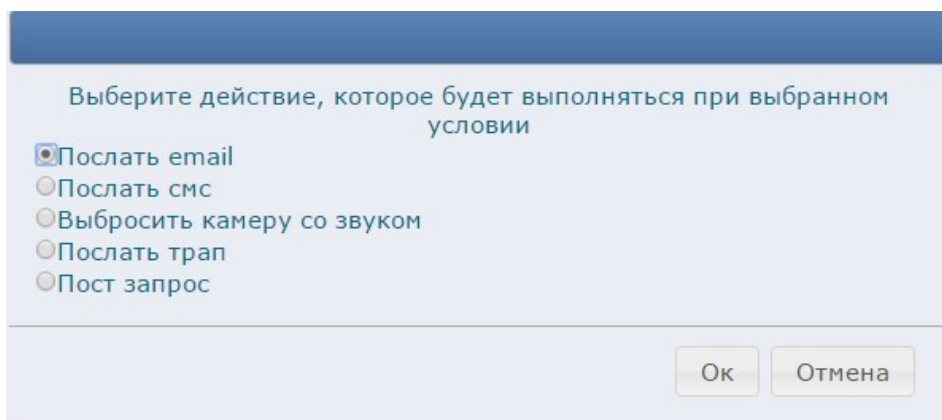 Выберите действие, которое будет выполняться при выбранном
условии
Послать email
Послать смс
Выбросить камеру со звуком
Послать трап
Пост запрос
Ок Отмена